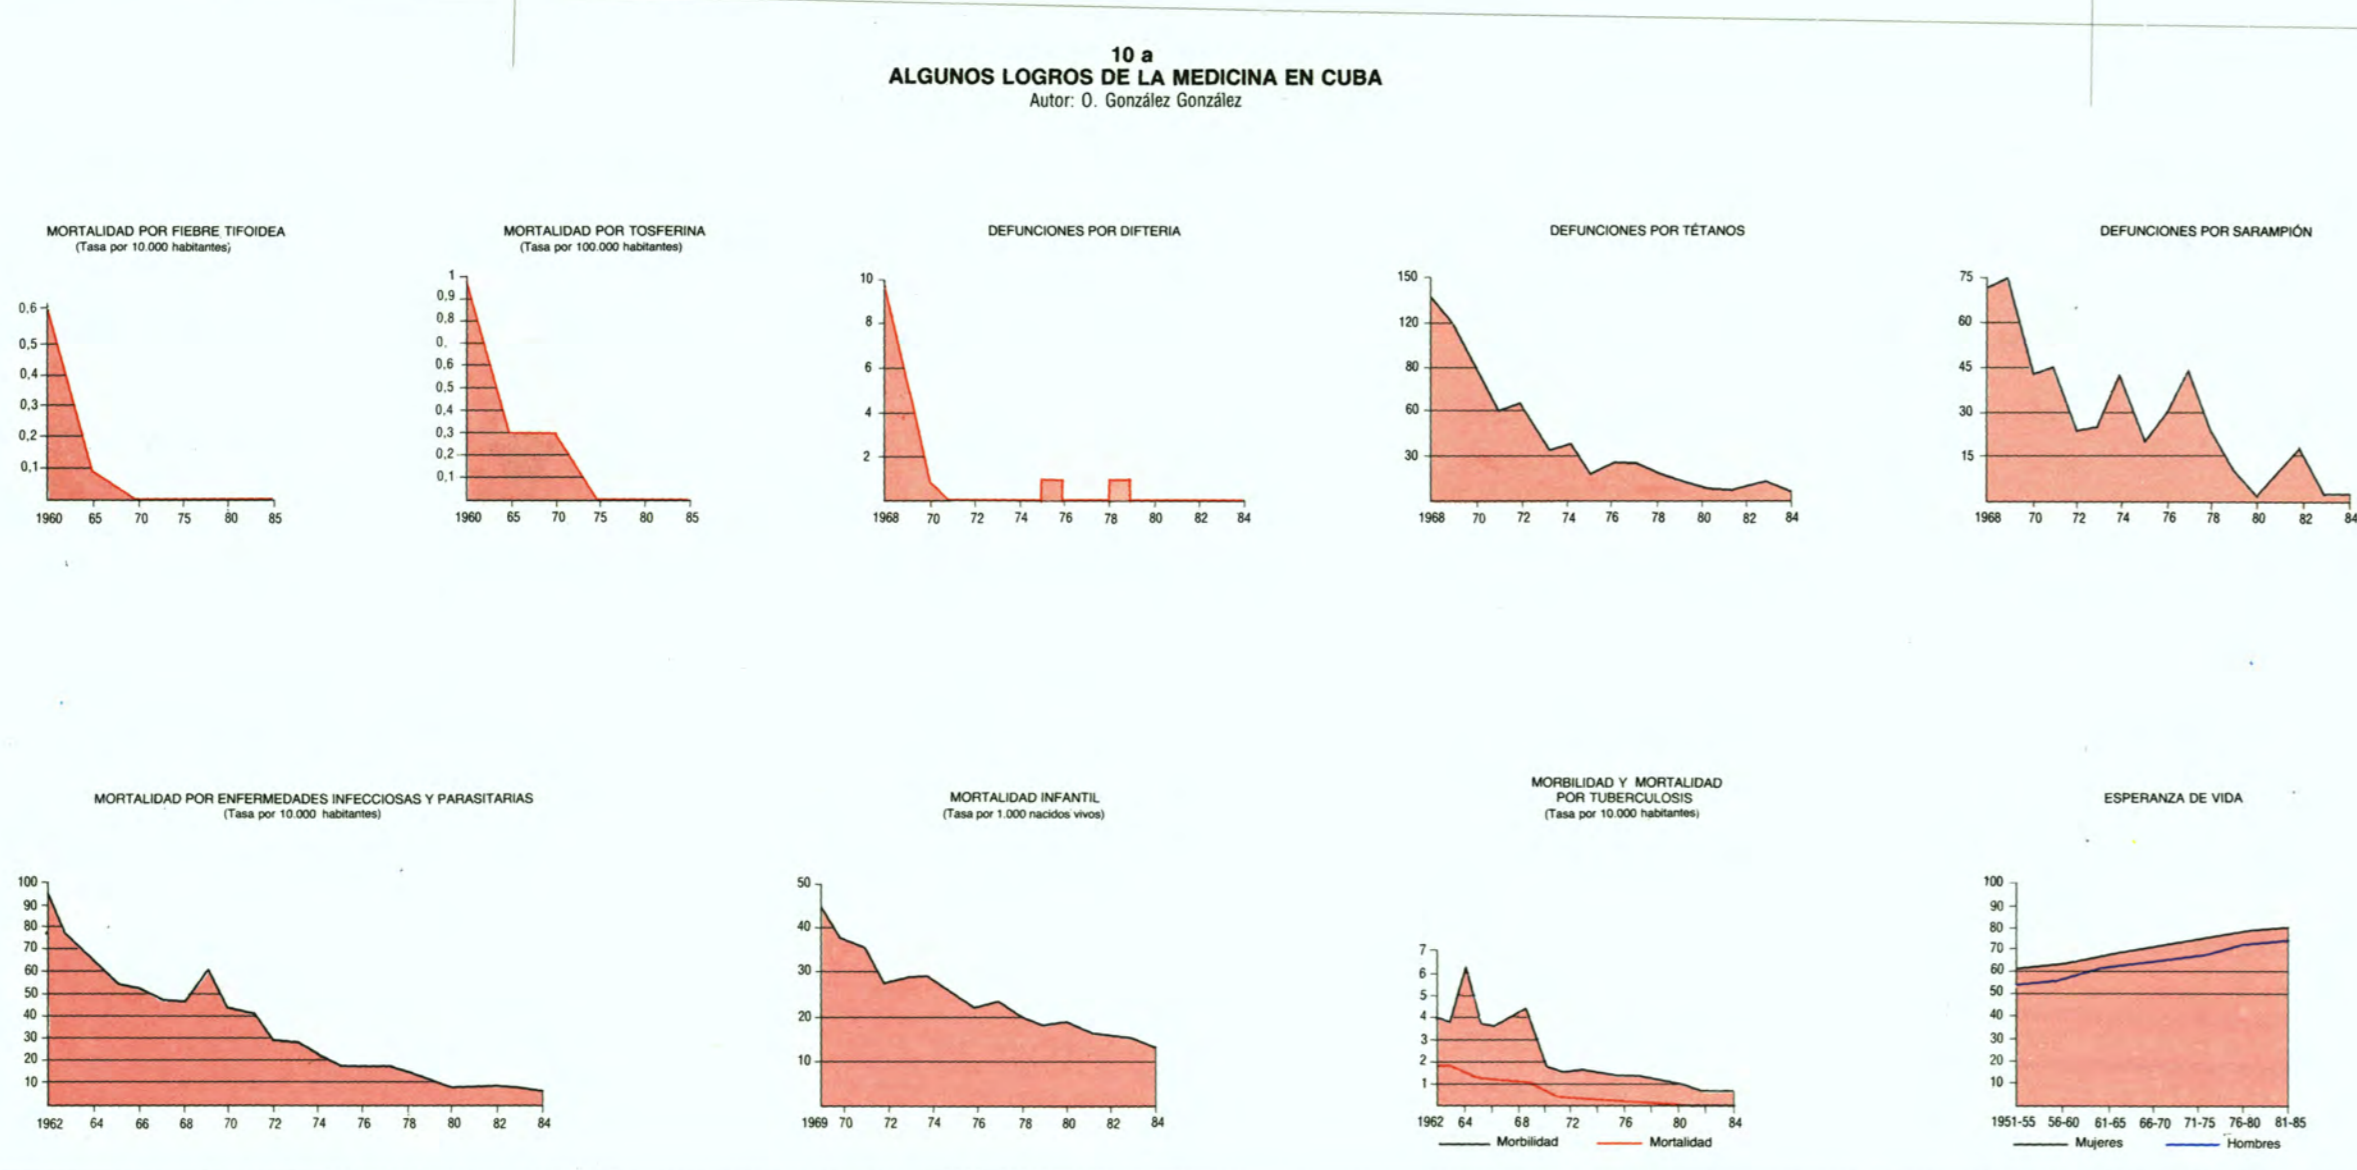 10 a
ALGUNOS LOGROS DE LA MEDICINA EN CUBA
Autor: O. González González
MORTALIDAD POR FIEBRE TIFOIDEA
(Tasa por 10.000 habitantes)
0,6
0,5
0,4
0,3
0,2
0,1
1960 65 70 75 80 85
MORTALIDAD POR TOSFERINA
(Tasa por 100.000 habitantes)
1
0,9
0,8
0,
0,6
0,5
0,4
0,3
0,2
0,1
1960 65 70 75 80 85
DEFUNCIONES POR DIFTERIA
10
8
6
4
2
1968 70 72 74 76 78 80 82 84
DEFUNCIONES POR TÉTANOS
150
120
80
60
30
1968 70 72 74 76 78 80 82 84
DEFUNCIONES POR SARAMPIÓN
75
60
45
30
15
1968 70 72 74 76 78 80 82 84
MORTALIDAD POR ENFERMEDADES INFECCIOSAS Y PARASITARIAS
(Tasa por 10.000 habitantes)
100
90
80
70
60
50
40
30
20
10
1962 64 66 68 70 72 74 76 78 80 82 84
MORTALIDAD INFANTIL
(Tasa por 1.000 nacidos vivos)
50
40
30
20
10
1969 70 72 74 76 78 80 82 84
MORBILIDAD Y MORTALIDAD
POR TUBERCULOSIS
(Tasa por 10.000 habitantes)
7
6
5
4
3
2
1
1962 64 68 72 76 80 84
Morbilidad Mortalidad
ESPERANZA DE VIDA
100
90
80
70
60
50
40
30
20
10
1951-55 56-60 61-65 66-70 71-75 76-80 81-85
Mujeres Hombres